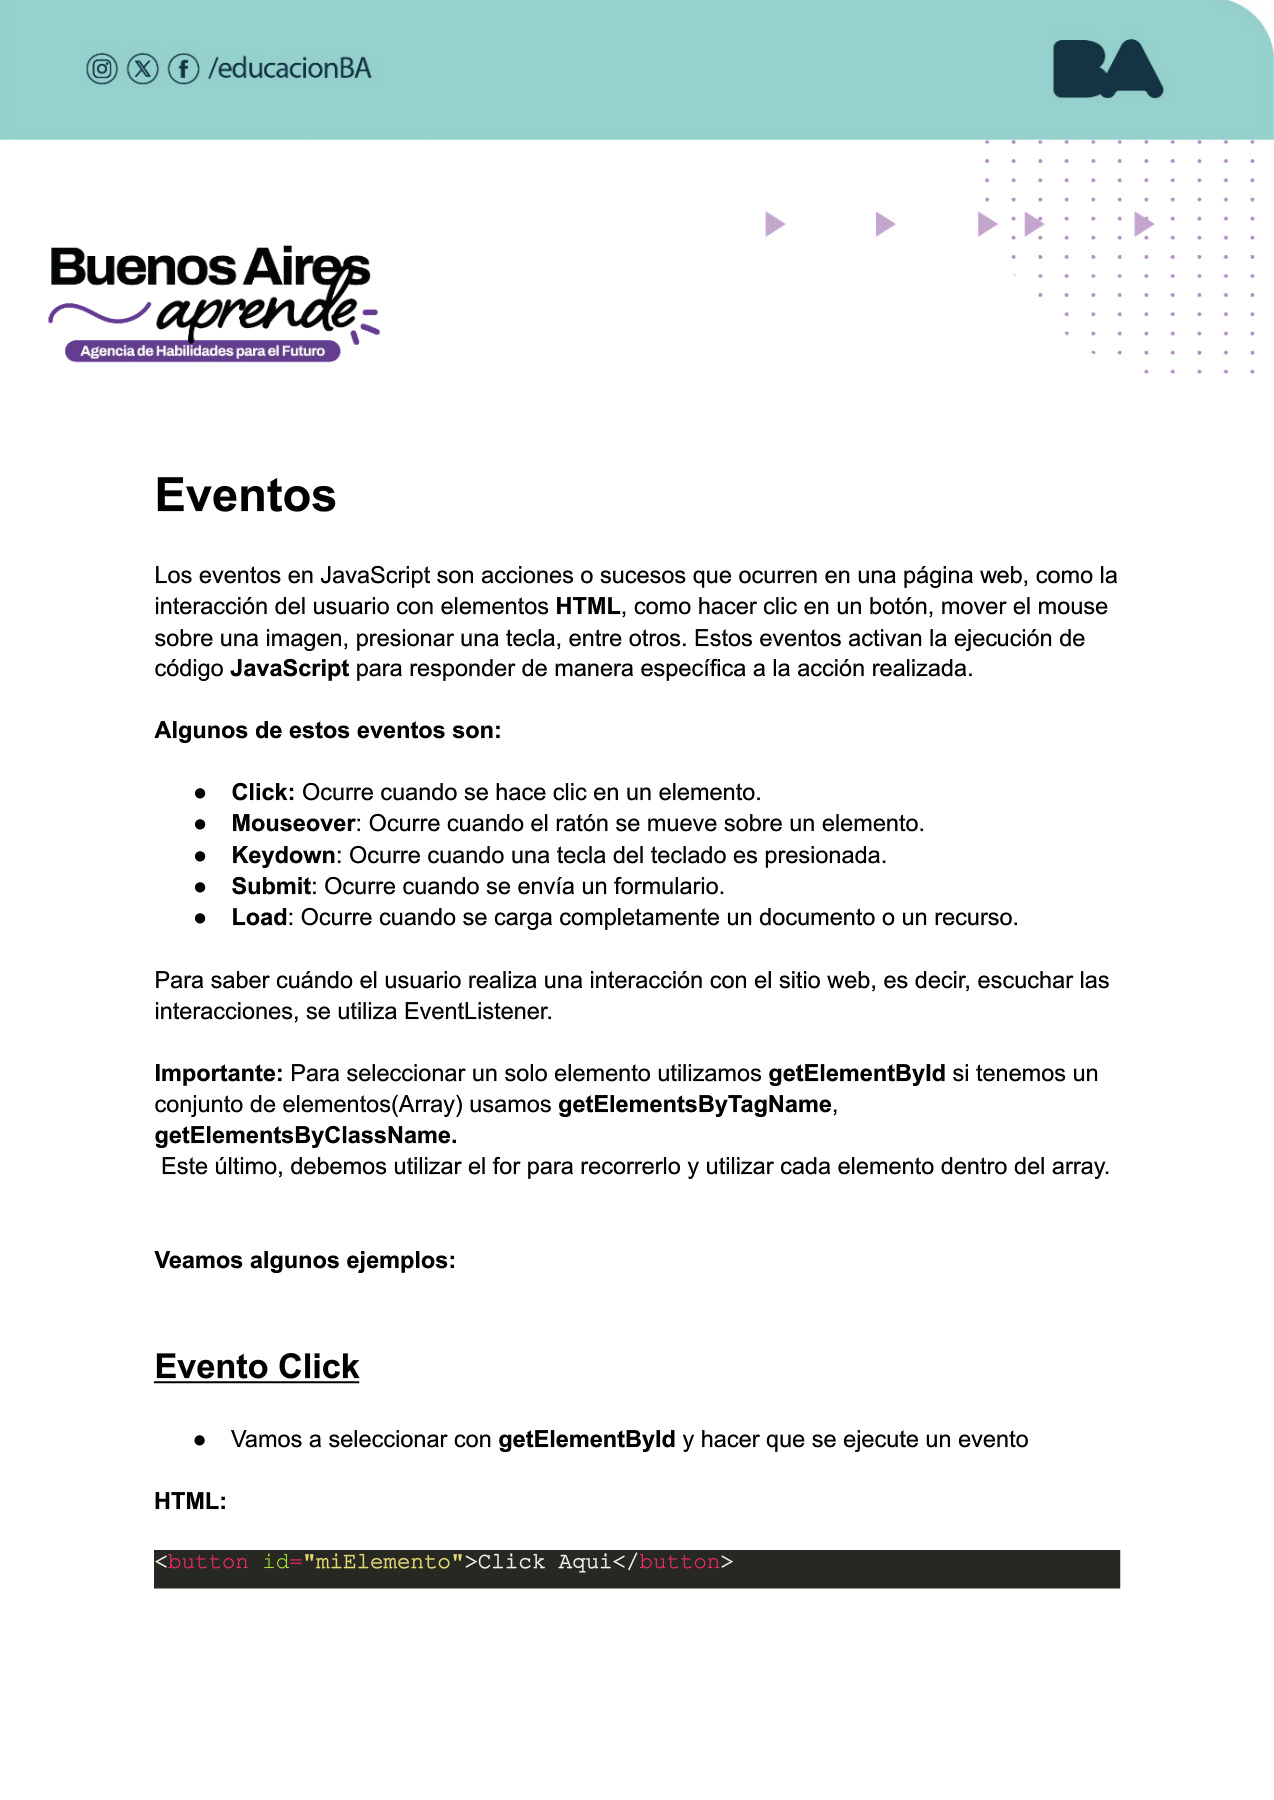 /educacionBA
BA
Buenos Aires
aprende
Agencia de Habilidades para el Futuro
Eventos
Los eventos en JavaScript son acciones o sucesos que ocurren en una página web, como la
interacción del usuario con elementos HTML, como hacer clic en un botón, mover el mouse
sobre una imagen, presionar una tecla, entre otros. Estos eventos activan la ejecución de
código JavaScript para responder de manera específica a la acción realizada.
Algunos de estos eventos son:
● Click: Ocurre cuando se hace clic en un elemento.
● Mouseover: Ocurre cuando el ratón se mueve sobre un elemento.
● Keydown: Ocurre cuando una tecla del teclado es presionada.
● Submit: Ocurre cuando se envía un formulario.
● Load: Ocurre cuando se carga completamente un documento o un recurso.
Para saber cuándo el usuario realiza una interacción con el sitio web, es decir, escuchar las
interacciones, se utiliza EventListener.
Importante: Para seleccionar un solo elemento utilizamos getElementById si tenemos un
conjunto de elementos(Array) usamos getElementsByTagName,
getElementsByClassName.
Este último, debemos utilizar el for para recorrerlo y utilizar cada elemento dentro del array.
Veamos algunos ejemplos:
Evento Click
● Vamos a seleccionar con getElementById y hacer que se ejecute un evento
HTML:
<button id="miElemento">Click Aqui</button>